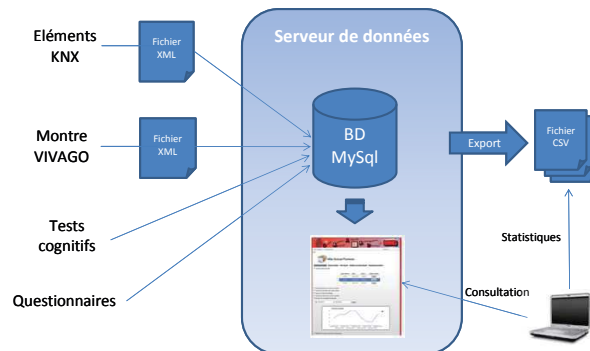 Eléments
KNX
Fichier
XML
Serveur de données
Montre
VIVAGO
Fichier
XML
BD
MySql
Export
Fichier
CSV
Tests
cognitifs
Statistiques
Questionnaires
Consultation